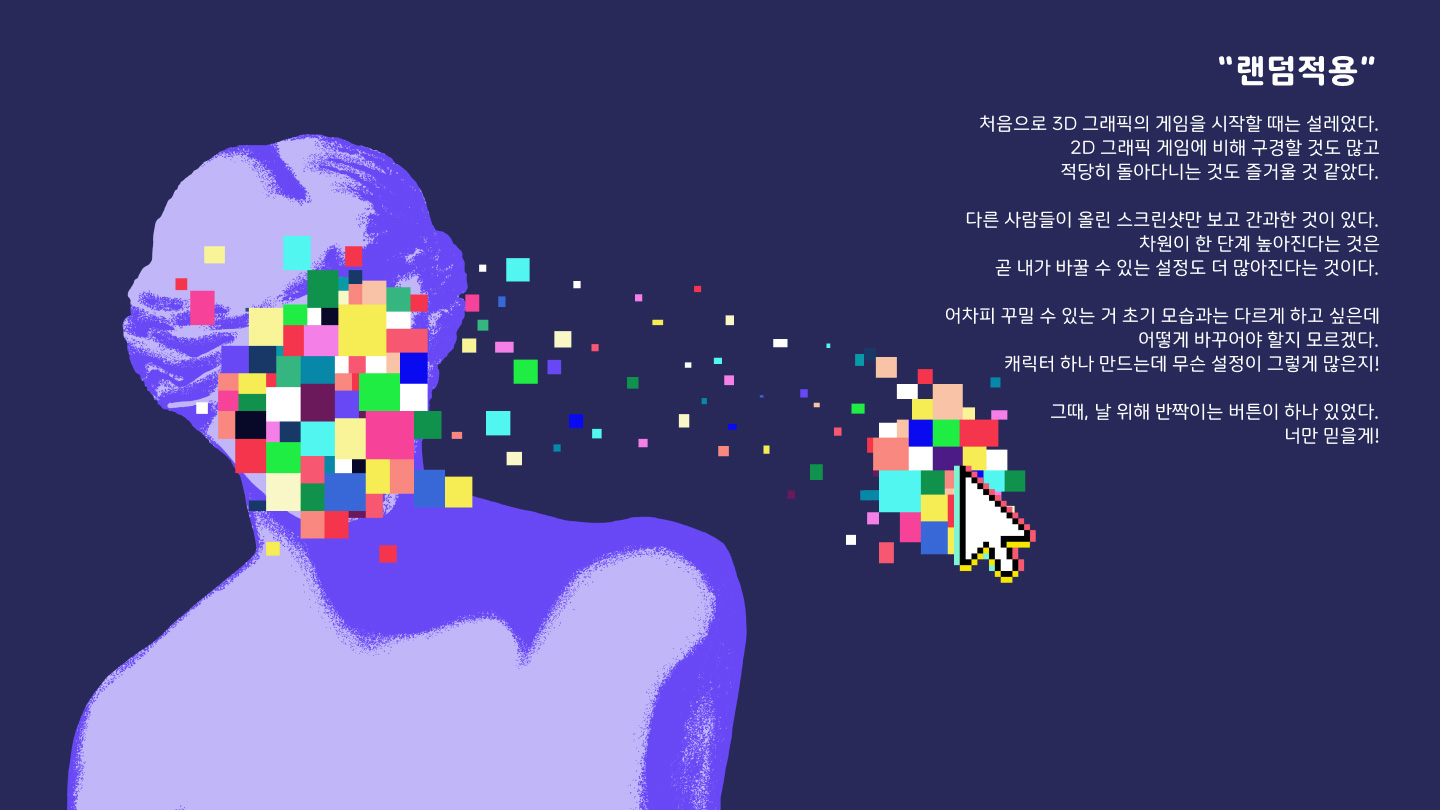 “랜덤적용”
처음으로 3D 그래픽의 게임을 시작할 때는 설레었다.
2D 그래픽 게임에 비해 구경할 것도 많고
적당히 돌아다니는 것도 즐거울 것 같았다.
다른 사람들이 올린 스크린샷만 보고 간과한 것이 있다.
차원이 한 단계 높아진다는 것은
곧 내가 바꿀 수 있는 설정도 더 많아진다는 것이다.
어차피 꾸밀 수 있는 거 초기 모습과는 다르게 하고 싶은데
어떻게 바꾸어야 할지 모르겠다.
캐릭터 하나 만드는데 무슨 설정이 그렇게 많은지!
그때, 날 위해 반짝이는 버튼이 하나 있었다.
너만 믿을게!